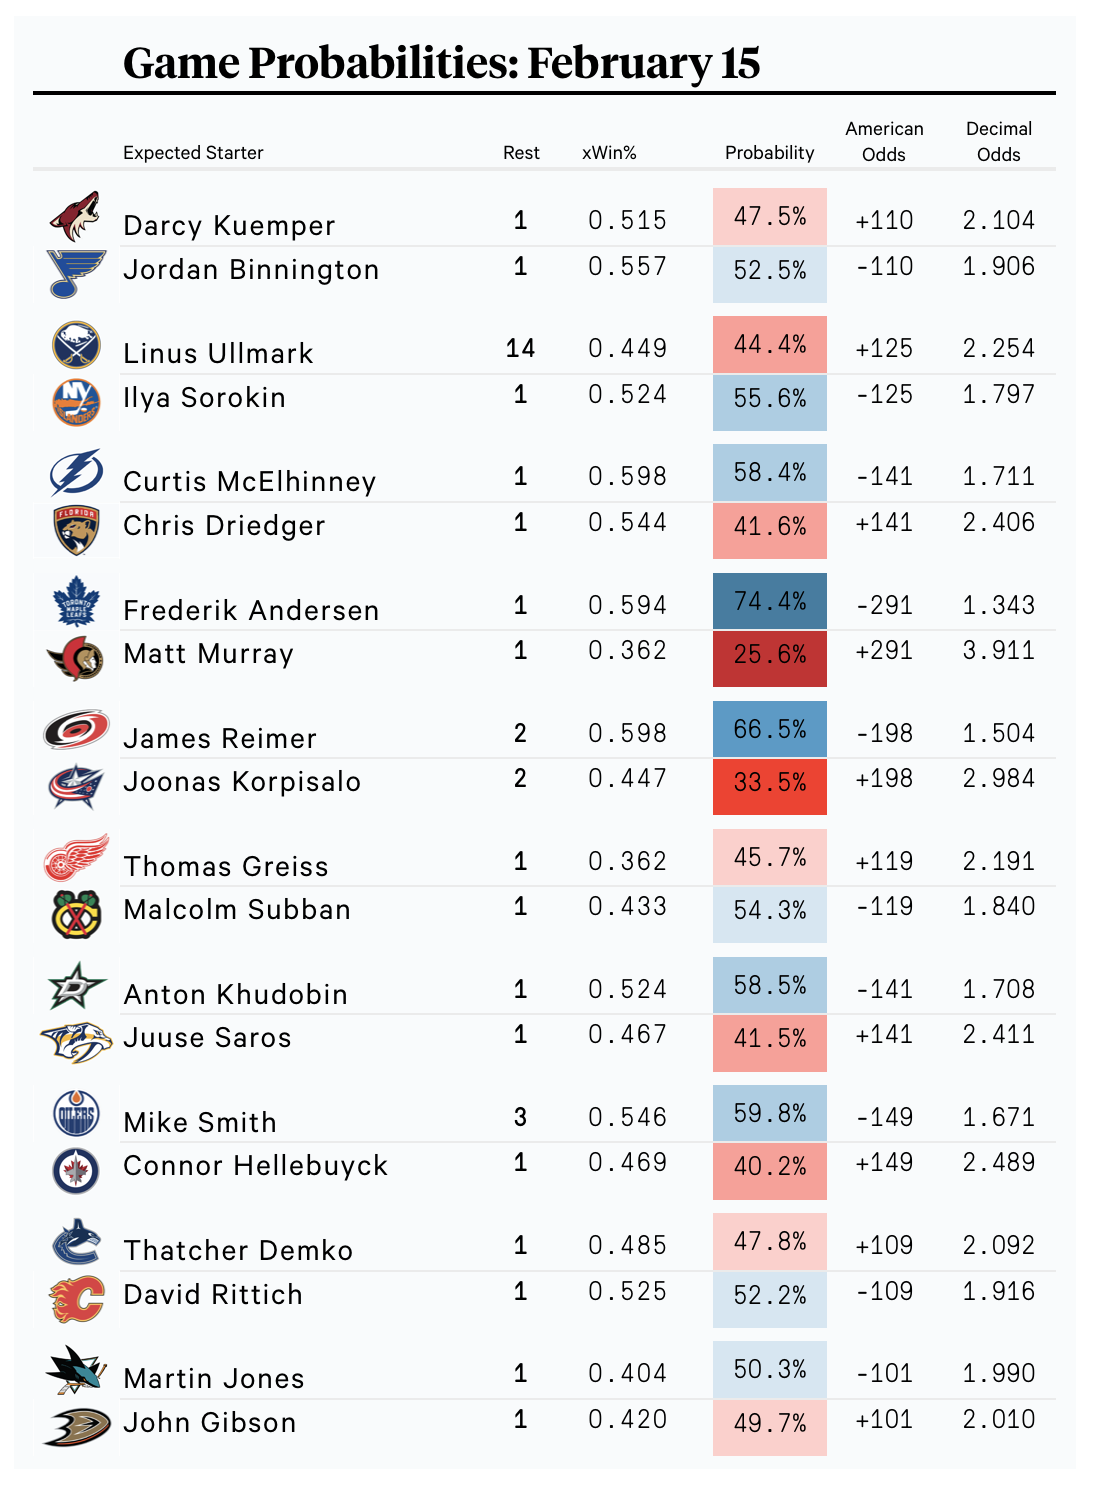 Game Probabilities: February 15
Expected Starter Rest xWin% Probability American Odds Decimal Odds
Darcy Kuemper 1 0.515 47.5% +110 2.104
Jordan Binnington 1 0.557 52.5% -110 1.906
Linus Ullmark 14 0.449 44.4% +125 2.254
NY
Ilya Sorokin 1 0.524 55.6% -125 1.797
Curtis McElhinney 1 0.598 58.4% -141 1.711
FLORIDA
Chris Driedger 1 0.544 41.6% +141 2.406
TORONTO
MAPLE
LEAFS
Frederik Andersen 1 0.594 74.4% -291 1.343
Matt Murray 1 0.362 25.6% +291 3.911
James Reimer 2 0.598 66.5% -198 1.504
Joonas Korpisalo 2 0.447 33.5% +198 2.984
Thomas Greiss 1 0.362 45.7% +119 2.191
Malcolm Subban 1 0.433 54.3% -119 1.840
D
Anton Khudobin 1 0.524 58.5% -141 1.708
Juuse Saros 1 0.467 41.5% +141 2.411
OILERS
Mike Smith 3 0.546 59.8% -149 1.671
Connor Hellebuyck 1 0.469 40.2% +149 2.489
Thatcher Demko 1 0.485 47.8% +109 2.092
C
David Rittich 1 0.525 52.2% -109 1.916
Martin Jones 1 0.404 50.3% -101 1.990
John Gibson 1 0.420 49.7% +101 2.010